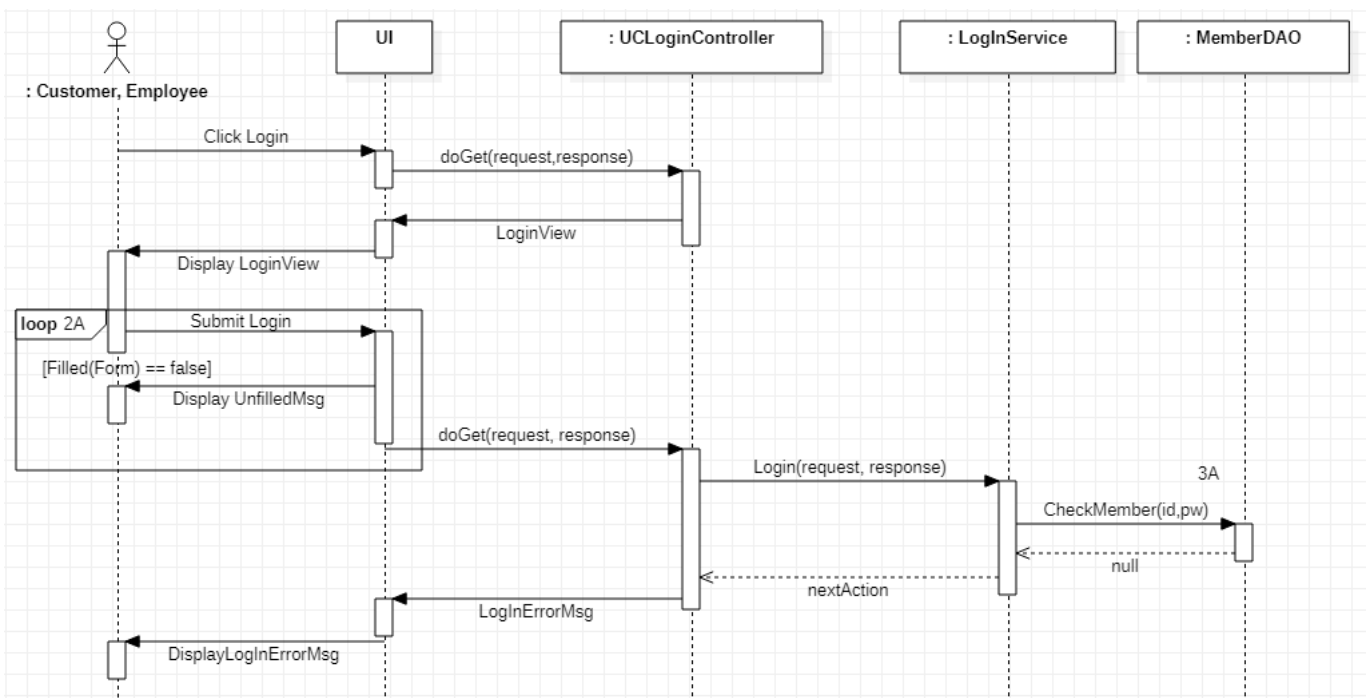 UI
: UCLoginController
: LogInService
: MemberDAO
: Customer, Employee
Click Login
doGet(request,response)
LoginView
Display LoginView
loop 2A
Submit Login
[Filled(Form) == false]
Display UnfilledMsg
doGet(request, response)
Login(request, response)
3A
CheckMember(id,pw)
null
nextAction
LogInErrorMsg
DisplayLogInErrorMsg